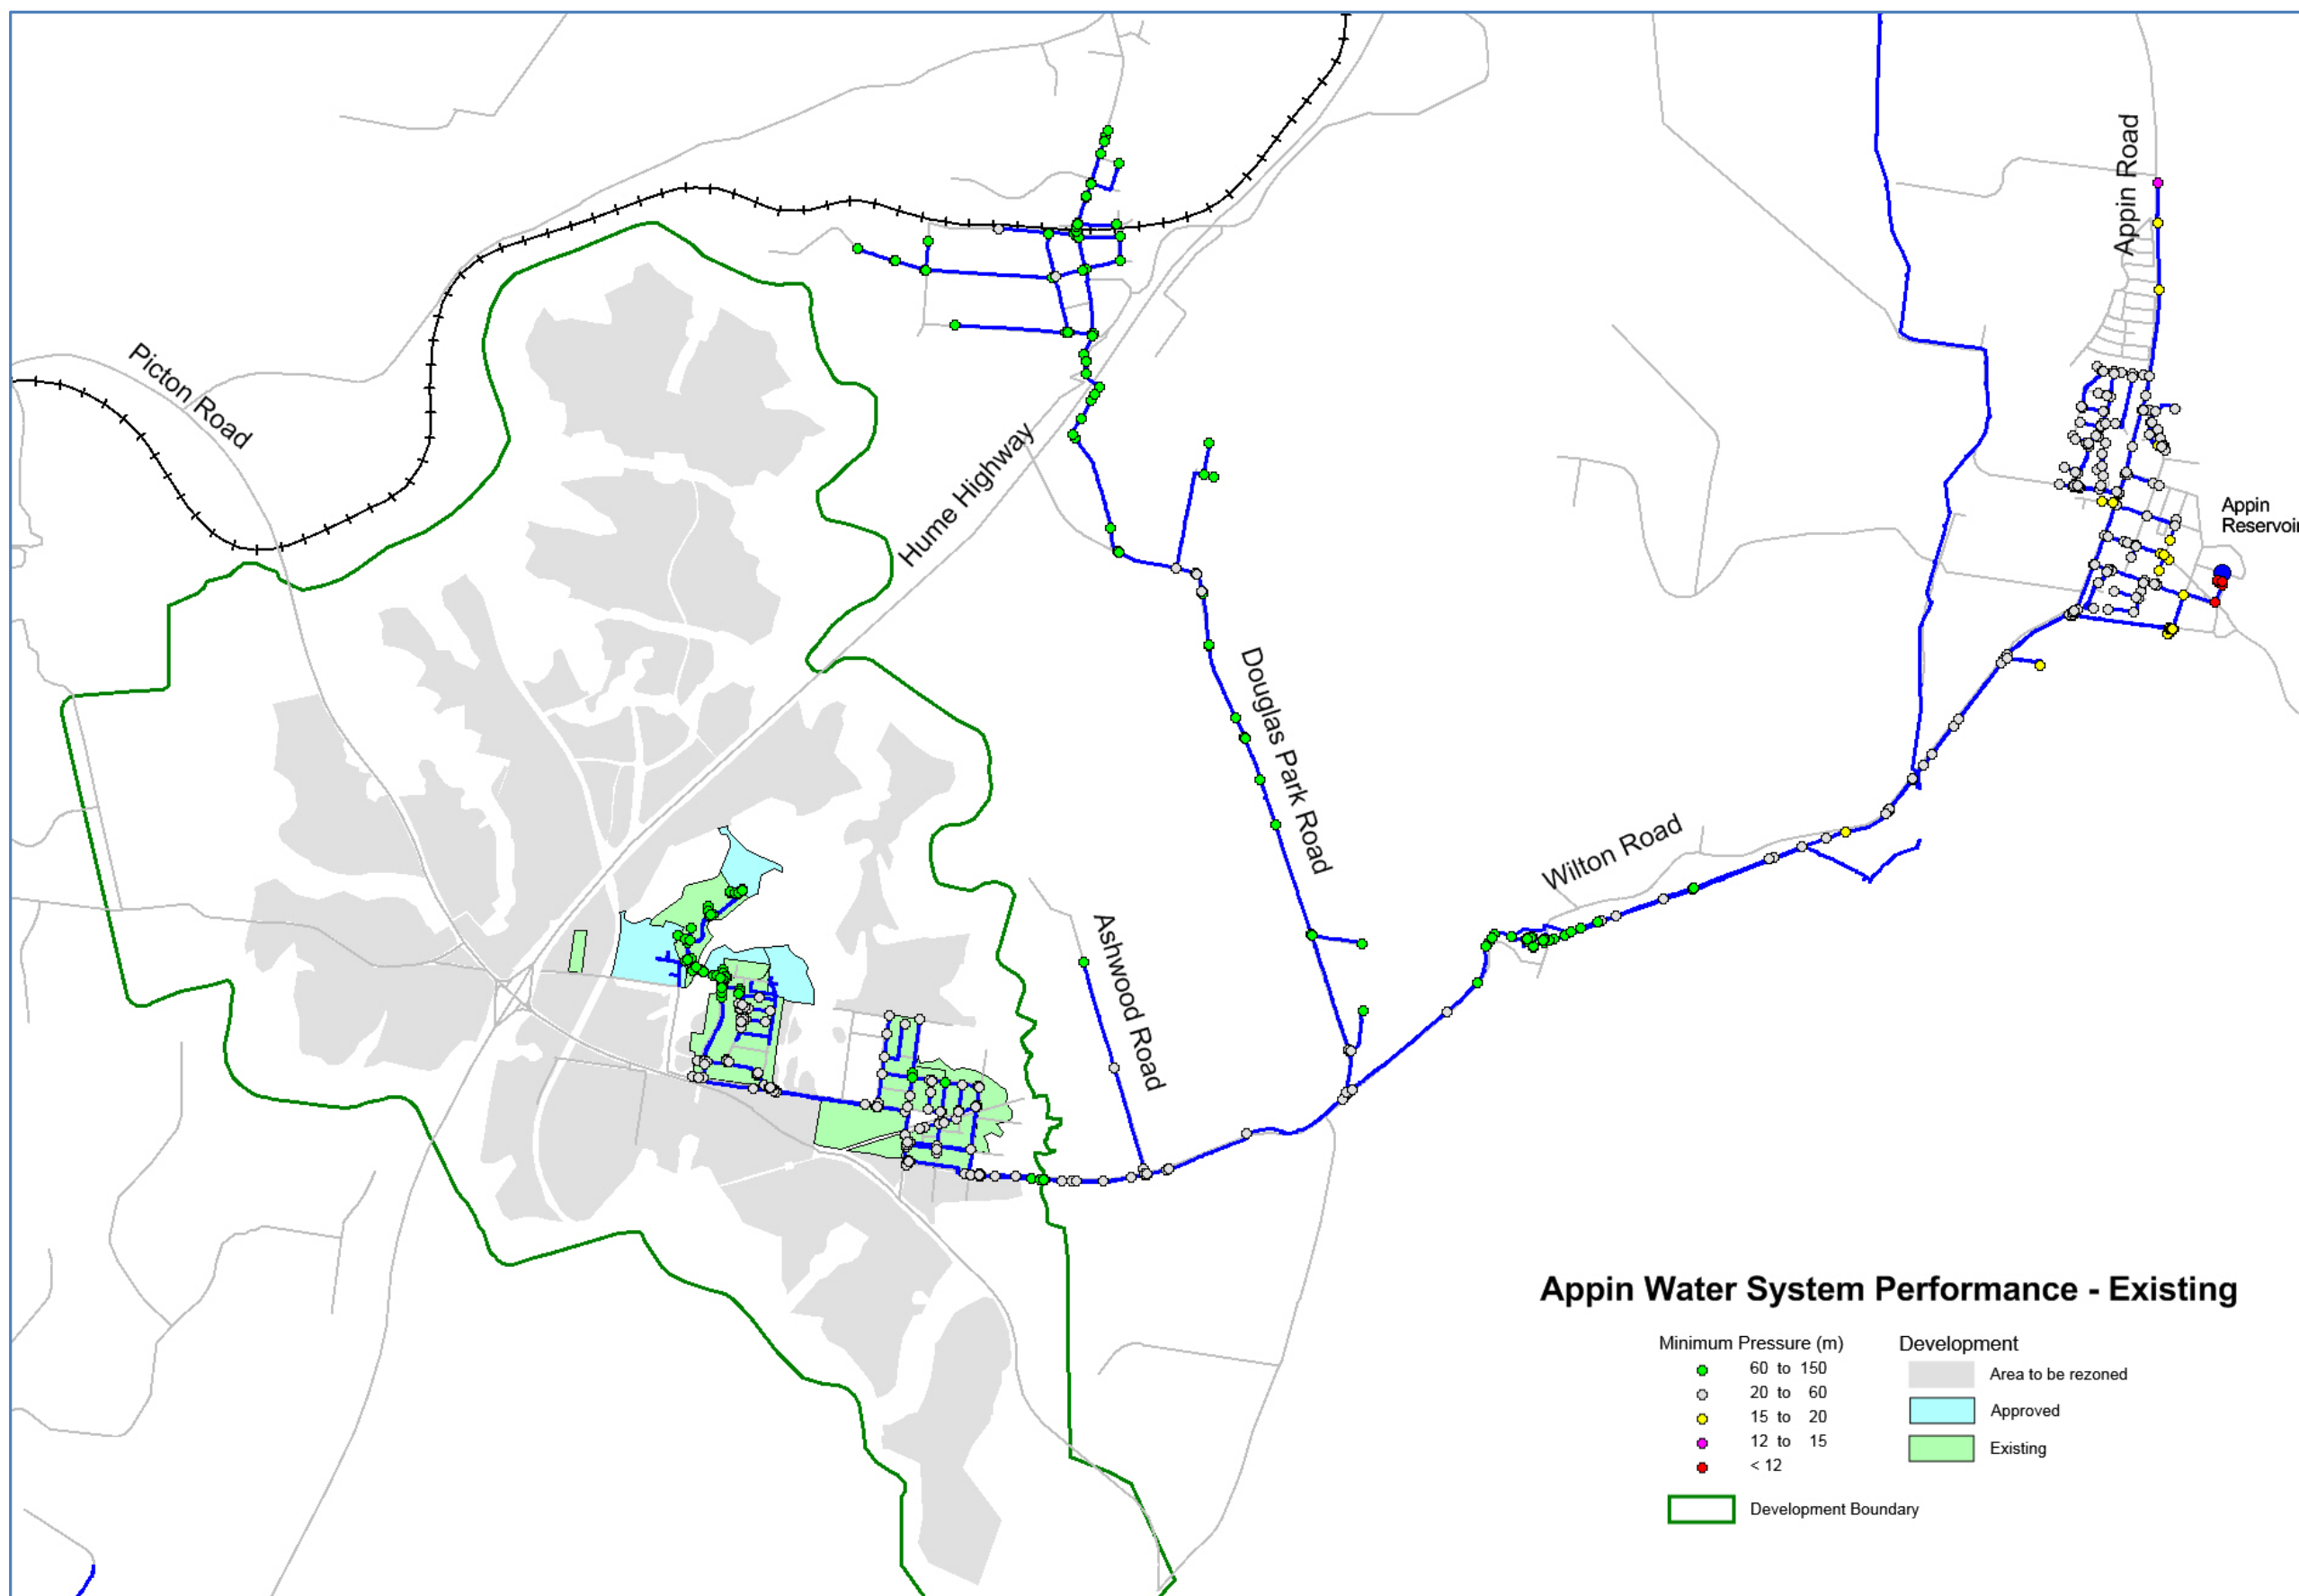 Appin Road
Picton Road
Hume Highway
Appin
Reservoir
Douglas Park Road
Wilton Road
Ashwood Road
Appin Water System Performance - Existing
Minimum Pressure (m)
60 to 150
20 to 60
15 to 20
12 to 15
< 12
Development Boundary
Development
Area to be rezoned
Approved
Existing